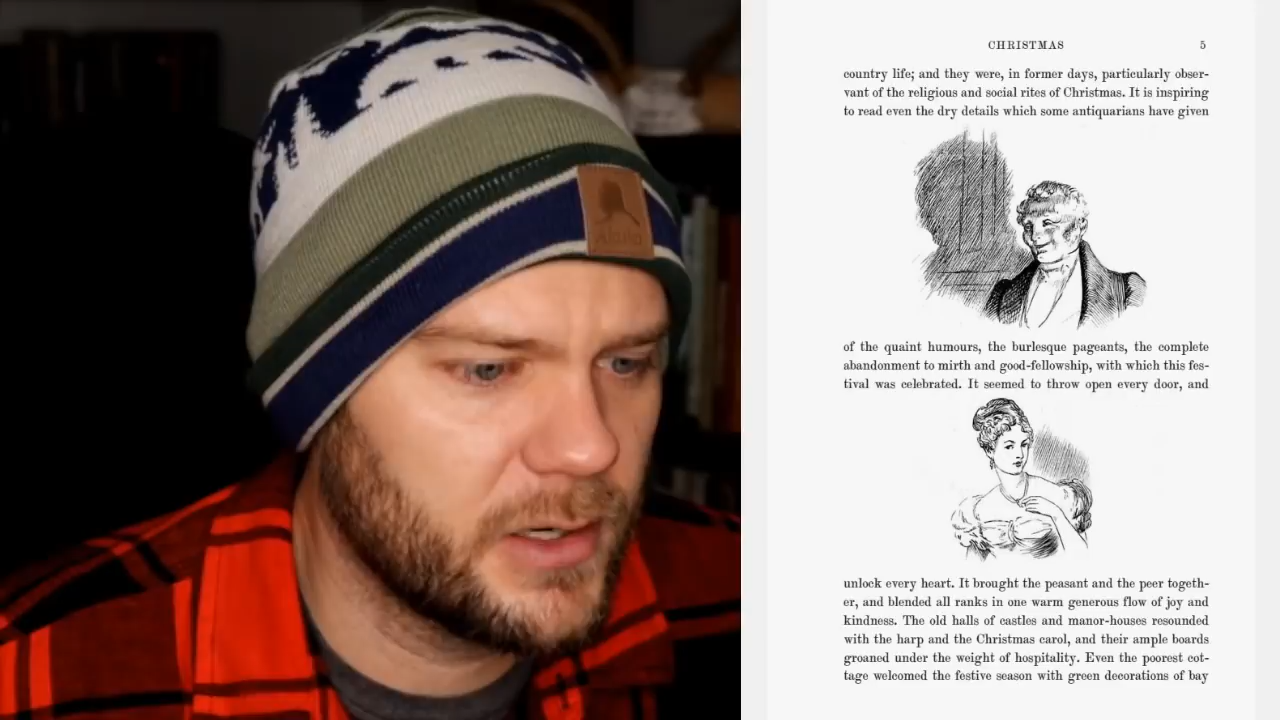 CHRISTMAS 5
country life; and they were, in former days, particularly obser-
vant of the religious and social rites of Christmas. It is inspiring
to read even the dry details which some antiquarians have given
of the quaint humours, the burlesque pageants, the complete
abandonment to mirth and good-fellowship, with which this fes-
tival was celebrated. It seemed to throw open every door, and
unlock every heart. It brought the peasant and the peer togeth-
er, and blended all ranks in one warm generous flow of joy and
kindness. The old halls of castles and manor-houses resounded
with the harp and the Christmas carol, and their ample boards
groaned under the weight of hospitality. Even the poorest cot-
tage welcomed the festive season with green decorations of bay